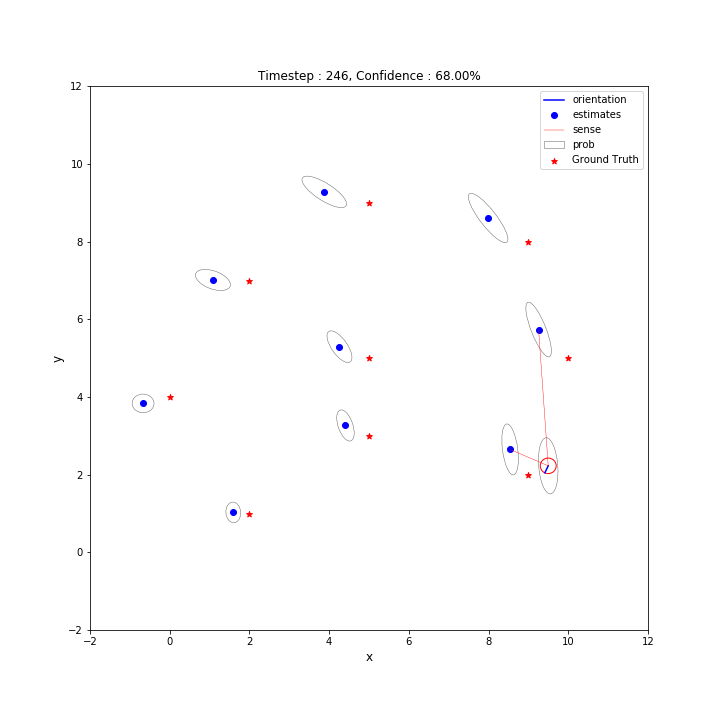 Timestep : 246, Confidence : 68.00%
12
10
8
6
4
2
0
−2
y
−2
0
2
4
6
8
10
12
x
orientation
estimates
sense
prob
Ground Truth